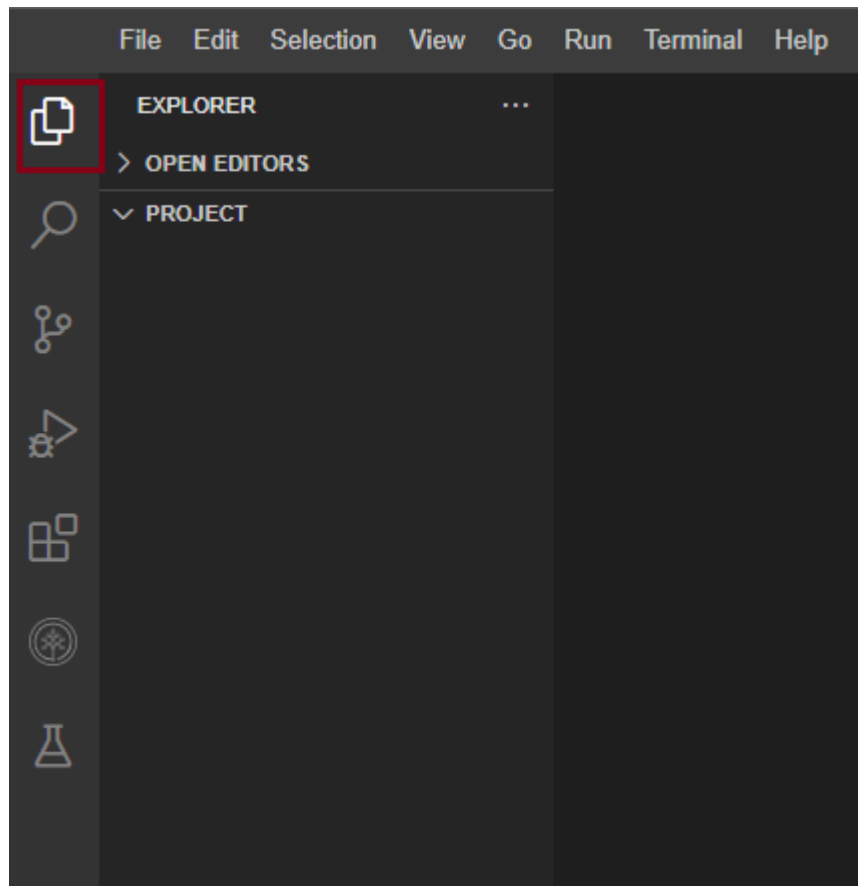 File Edit Selection View Go Run Terminal Help
EXPLORER ...
> OPEN EDITORS
PROJECT